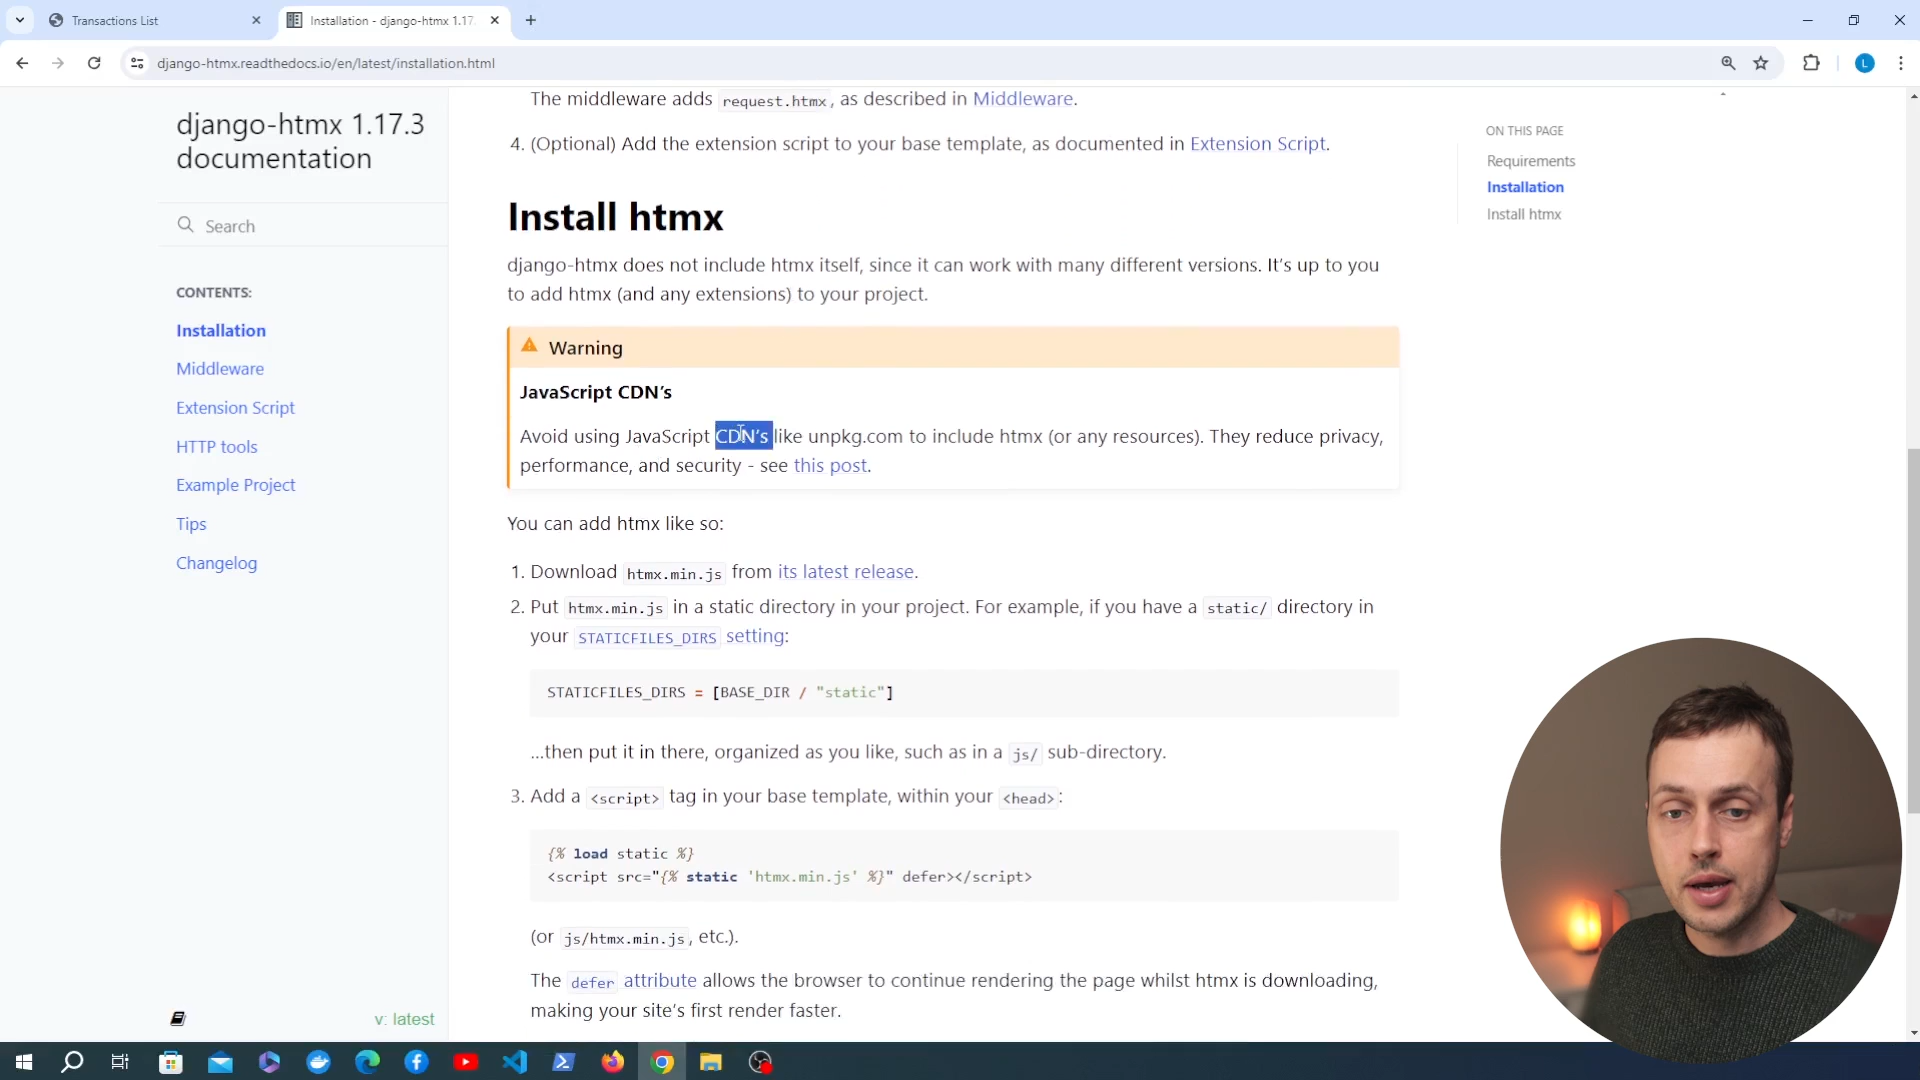 Transactions List
Installation - django-htmx 1.17.
django-htmx.readthedocs.io/en/latest/installation.html
L
django-htmx 1.17.3
documentation
Search
CONTENTS:
Installation
Middleware
Extension Script
HTTP tools
Example Project
Tips
Changelog
v: latest
The middleware adds request.htmx, as described in Middleware.
4. (Optional) Add the extension script to your base template, as documented in Extension Script.
Install htmx
django-htmx does not include htmx itself, since it can work with many different versions. It’s up to you
to add htmx (and any extensions) to your project.
Warning
JavaScript CDN’s
Avoid using JavaScript CDN’s like unpkg.com to include htmx (or any resources). They reduce privacy,
performance, and security - see this post.
You can add htmx like so:
1. Download htmx.min.js from its latest release.
2. Put htmx.min.js in a static directory in your project. For example, if you have a static/ directory in
your STATICFILES_DIRS setting:
STATICFILES_DIRS = [BASE_DIR / "static"]
…then put it in there, organized as you like, such as in a js/ sub-directory.
3. Add a <script> tag in your base template, within your <head>:
{% load static %}
<script src="{% static 'htmx.min.js' %}" defer></script>
(or js/htmx.min.js, etc.).
The defer attribute allows the browser to continue rendering the page whilst htmx is downloading,
making your site’s first render faster.
ON THIS PAGE
Requirements
Installation
Install htmx